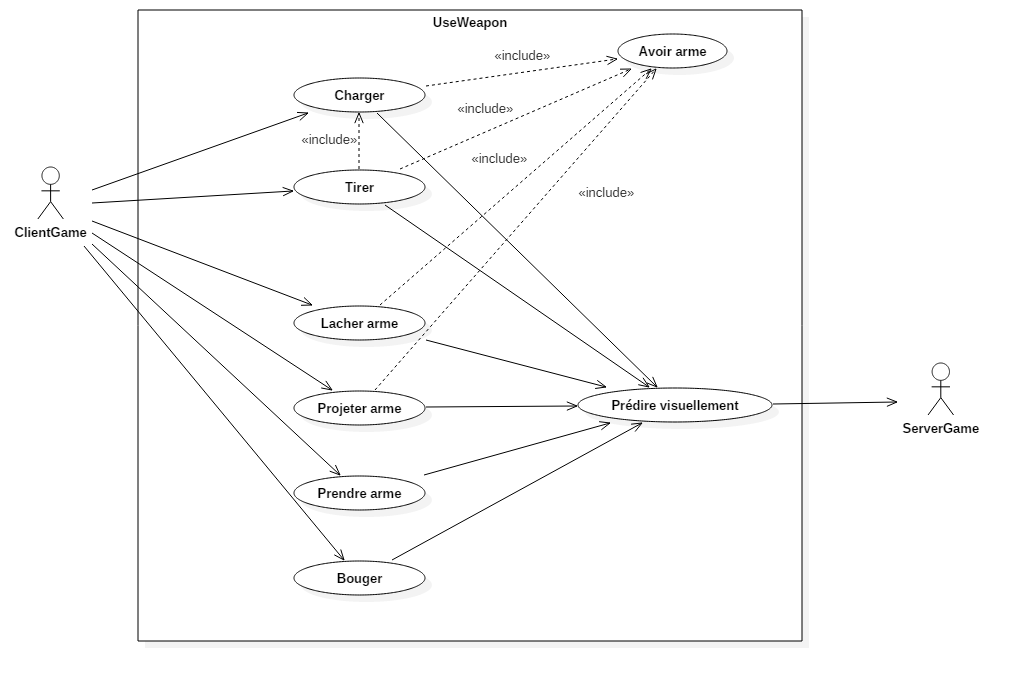 UseWeapon
Avoir arme
«include»
Charger
«include»
«include»
«include»
Tirer
«include»
ClientGame
Lacher arme
Projeter arme
Prédire visuellement
ServerGame
Prendre arme
Bouger